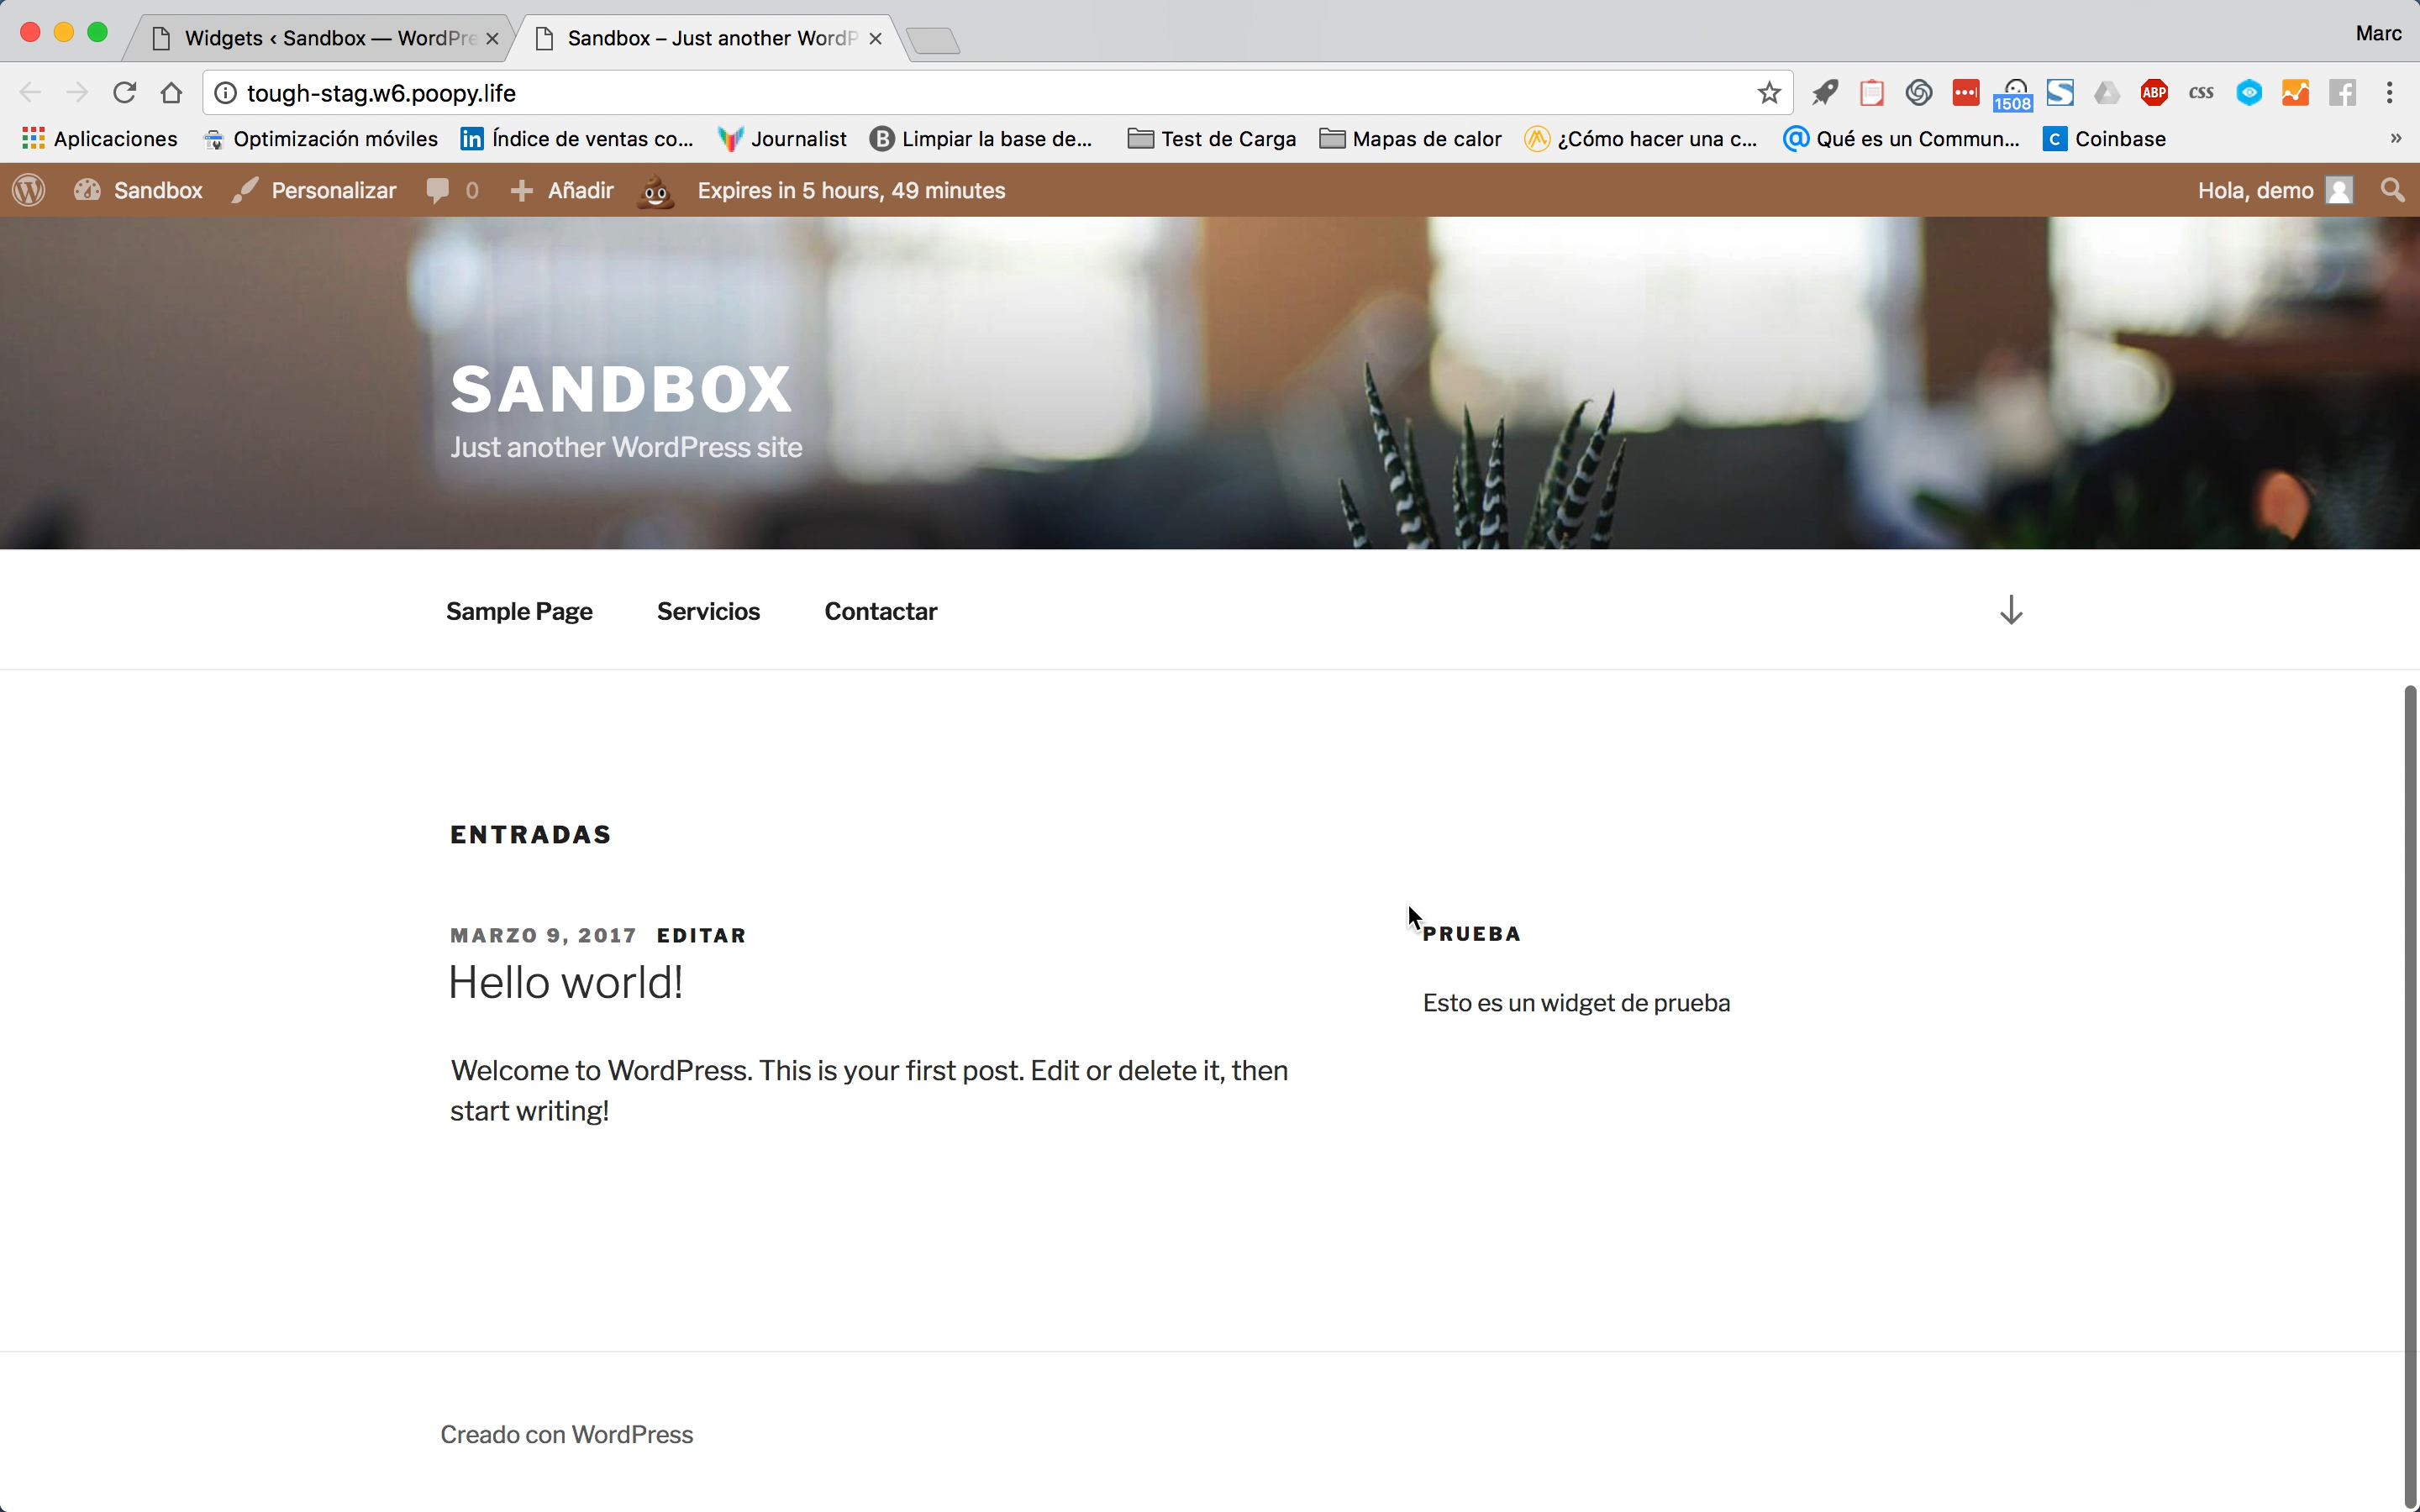 Widgets ‹ Sandbox — WordPre
Sandbox – Just another WordP
Marc
tough-stag.w6.poopy.life
1508
ABP
css
Aplicaciones
Optimización móviles
in
Índice de ventas co...
Journalist
B
Limpiar la base de...
Test de Carga
Mapas de calor
¿Cómo hacer una c...
Qué es un Commun...
C
Coinbase
»
Sandbox
Personalizar
0
Añadir
Expires in 5 hours, 49 minutes
Hola, demo
SANDBOX
Just another WordPress site
Sample Page
Servicios
Contactar
ENTRADAS
MARZO 9, 2017 EDITAR
Hello world!
Welcome to WordPress. This is your first post. Edit or delete it, then
start writing!
PRUEBA
Esto es un widget de prueba
Creado con WordPress